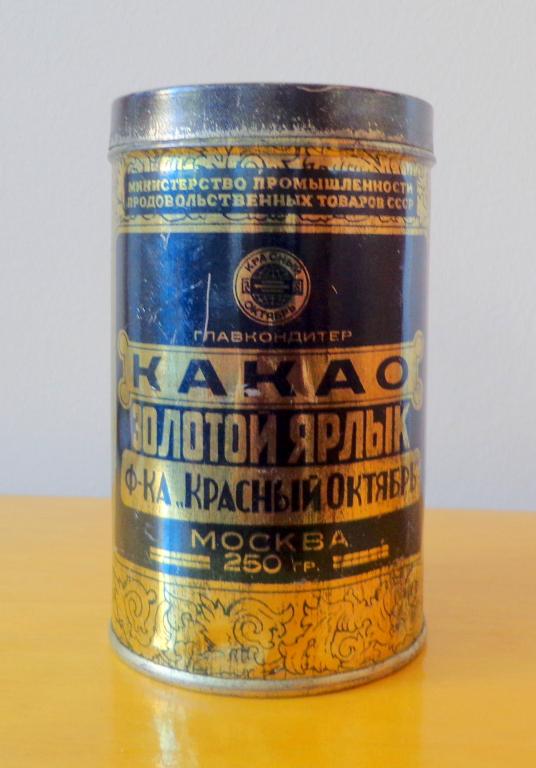 МИНИСТЕРСТВО ПРОМЫШЛЕННОСТИ
ПРОДОВОЛЬСТВЕННЫХ ТОВАРОВ СССР
КРАСНЫЙ
ОКТЯБРЬ
ГЛАВКОНДИТЕР
КАКАО
ЗОЛОТОЙ ЯРЛЫК
Ф-КА „КРАСНЫЙ ОКТЯБРЬ
МОСКВА
250 ГР.